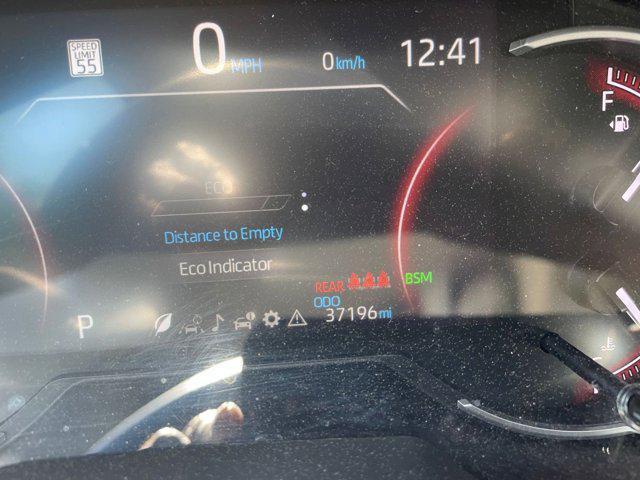 SPEED
LIMIT
55
0 MPH
0 km/h
12:41
F
ECO
Distance to Empty
Eco Indicator
REAR
BSM
ODO
P
37196 mi